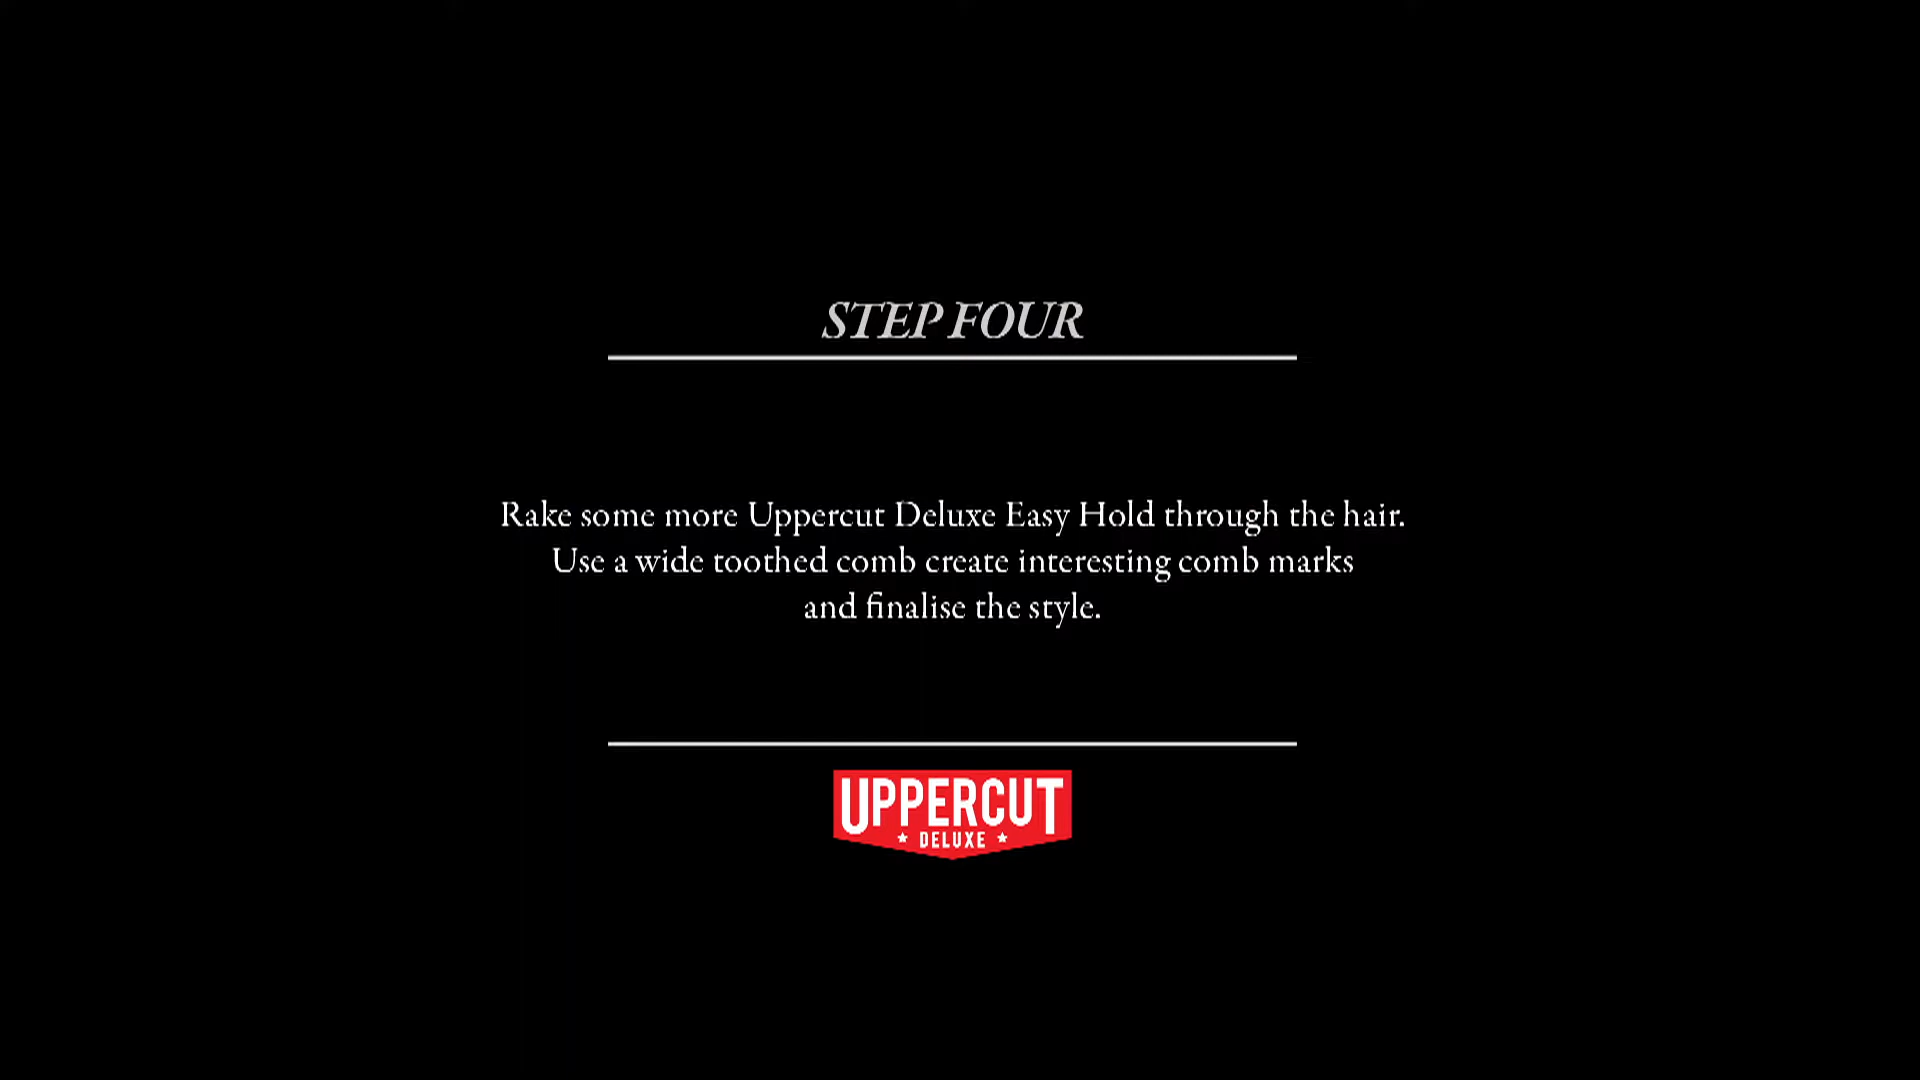 STEP FOUR
Rake some more Uppercut Deluxe Easy Hold through the hair.
Use a wide toothed comb create interesting comb marks
and finalise the style.
UPPERCUT
DELUXE